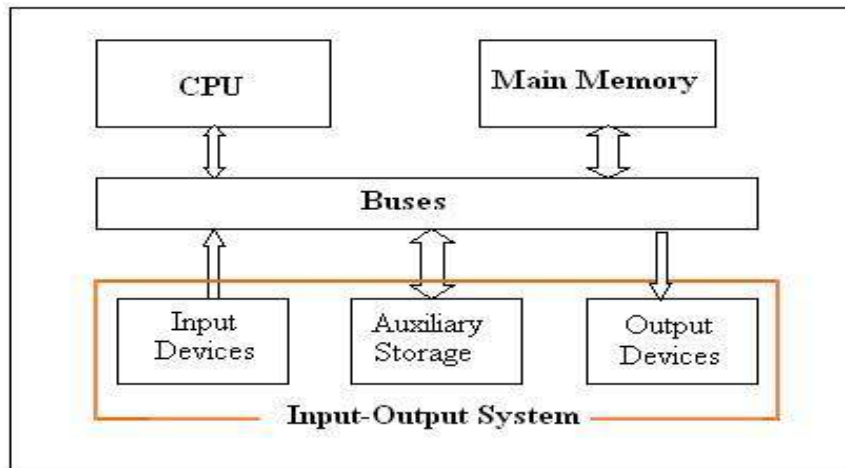 CPU
Main Memory
Buses
Input
Devices
Auxiliary
Storage
Output
Devices
Input-Output System